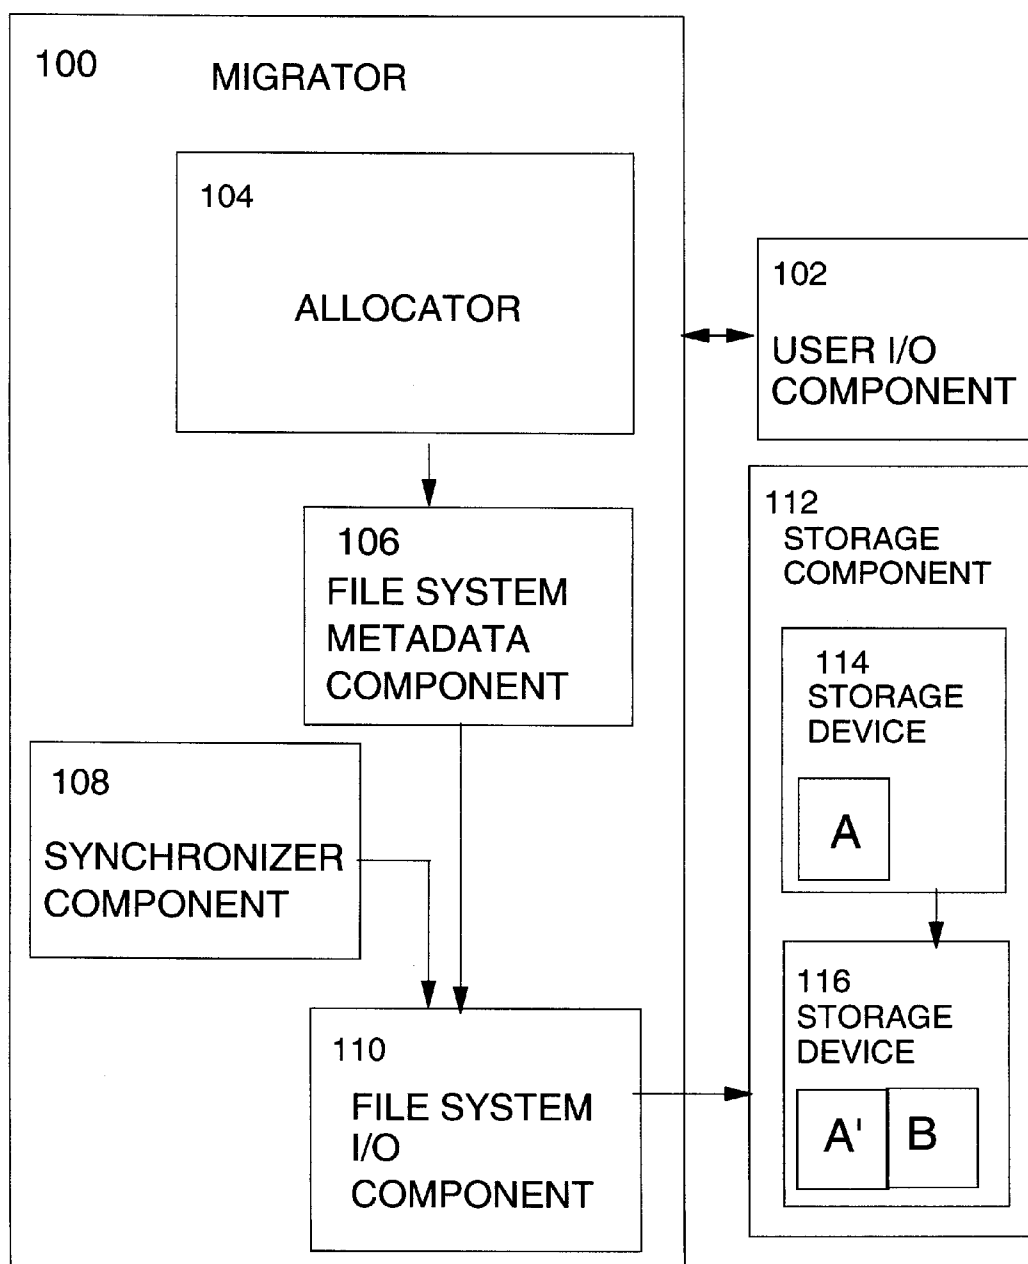 100
MIGRATOR
104
ALLOCATOR
102
USER I/O
COMPONENT
106
FILE SYSTEM
METADATA
COMPONENT
108
SYNCHRONIZER
COMPONENT
110
FILE SYSTEM
I/O
COMPONENT
112
STORAGE
COMPONENT
114
STORAGE
DEVICE
A
116
STORAGE
DEVICE
A' B